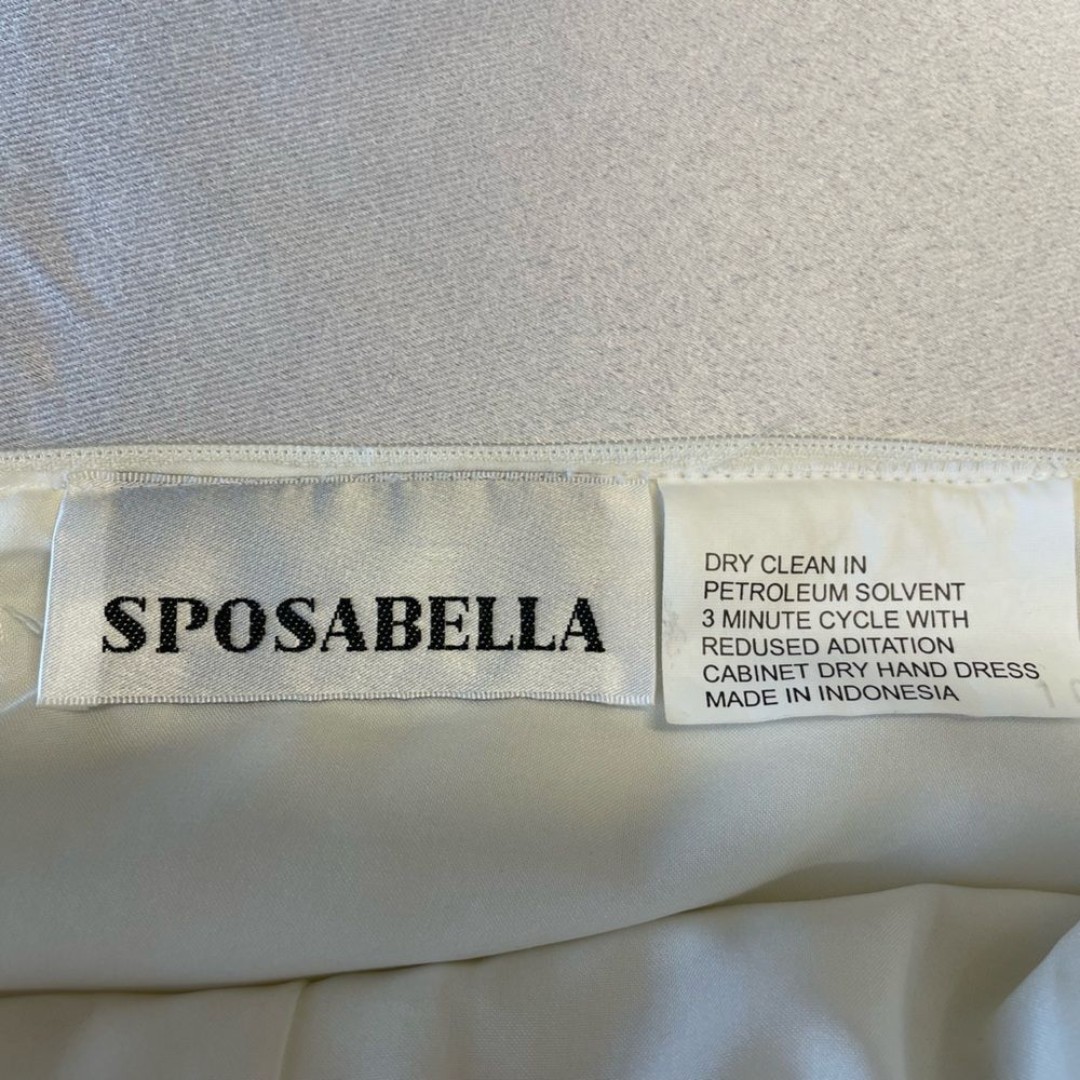 SPOSABELLA
DRY CLEAN IN
PETROLEUM SOLVENT
3 MINUTE CYCLE WITH
REDUSED ADITATION
CABINET DRY HAND DRESS
MADE IN INDONESIA